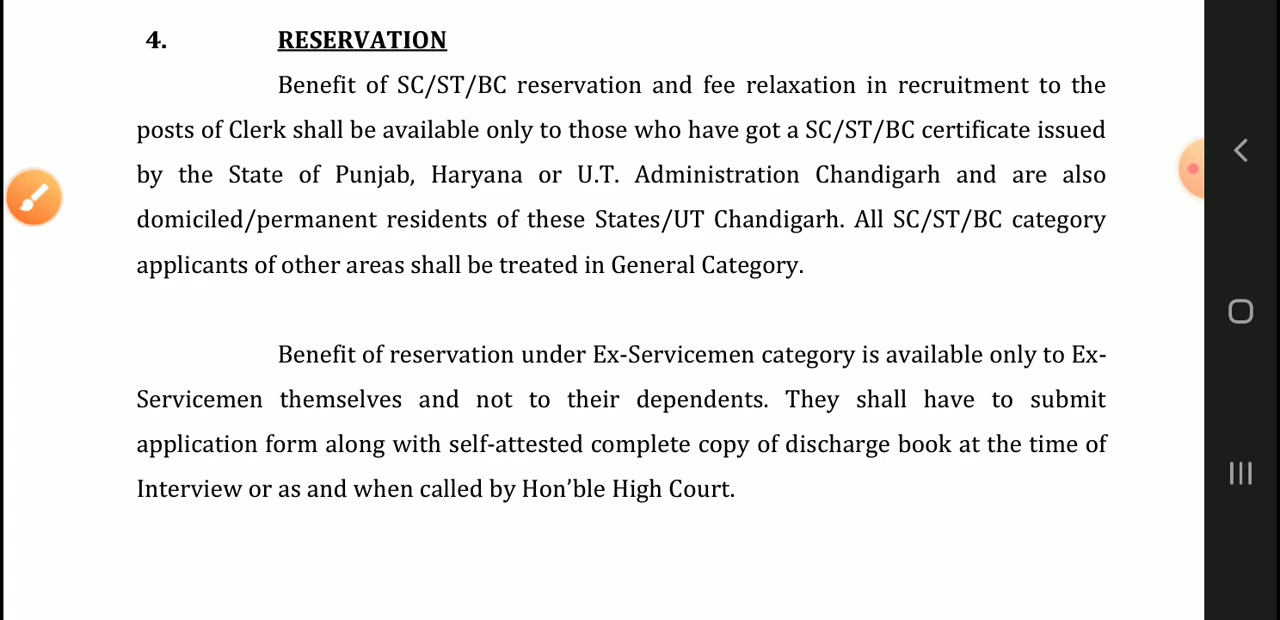 4. RESERVATION
Benefit of SC/ST/BC reservation and fee relaxation in recruitment to the
posts of Clerk shall be available only to those who have got a SC/ST/BC certificate issued
by the State of Punjab, Haryana or U.T. Administration Chandigarh and are also
domiciled/permanent residents of these States/UT Chandigarh. All SC/ST/BC category
applicants of other areas shall be treated in General Category.
Benefit of reservation under Ex-Servicemen category is available only to Ex-
Servicemen themselves and not to their dependents. They shall have to submit
application form along with self-attested complete copy of discharge book at the time of
Interview or as and when called by Hon’ble High Court.